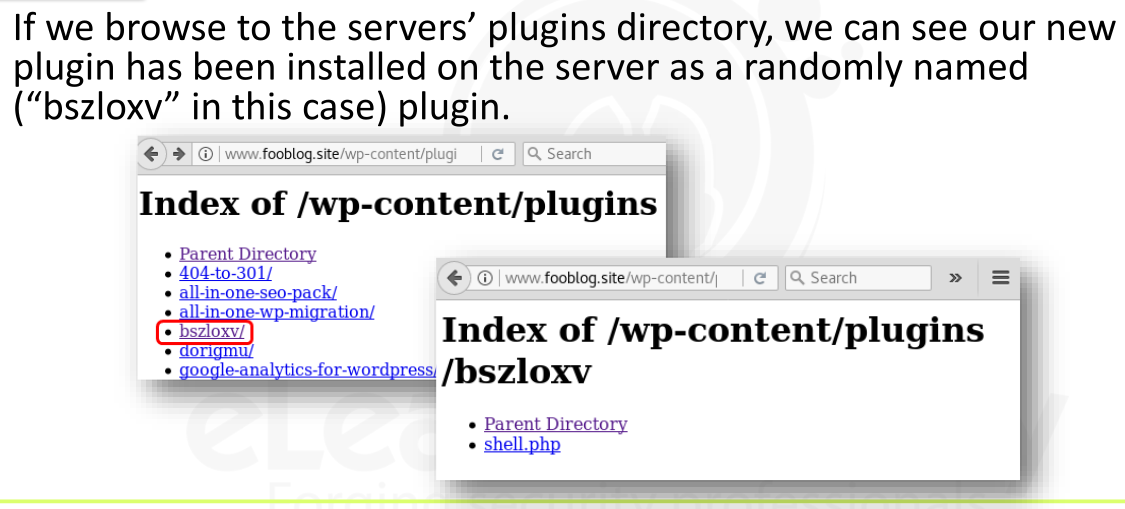 If we browse to the servers’ plugins directory, we can see our new
plugin has been installed on the server as a randomly named
(“bszloxv” in this case) plugin.
www.fooblog.site/wp-content/plugi
Search
Index of /wp-content/plugins
Parent Directory
404-to-301/
all-in-one-seo-pack/
all-in-one-wp-migration/
bszloxv/
dorigmu/
google-analytics-for-wordpress/
www.fooblog.site/wp-content/p
Search
Index of /wp-content/plugins
/bszloxv
Parent Directory
shell.php